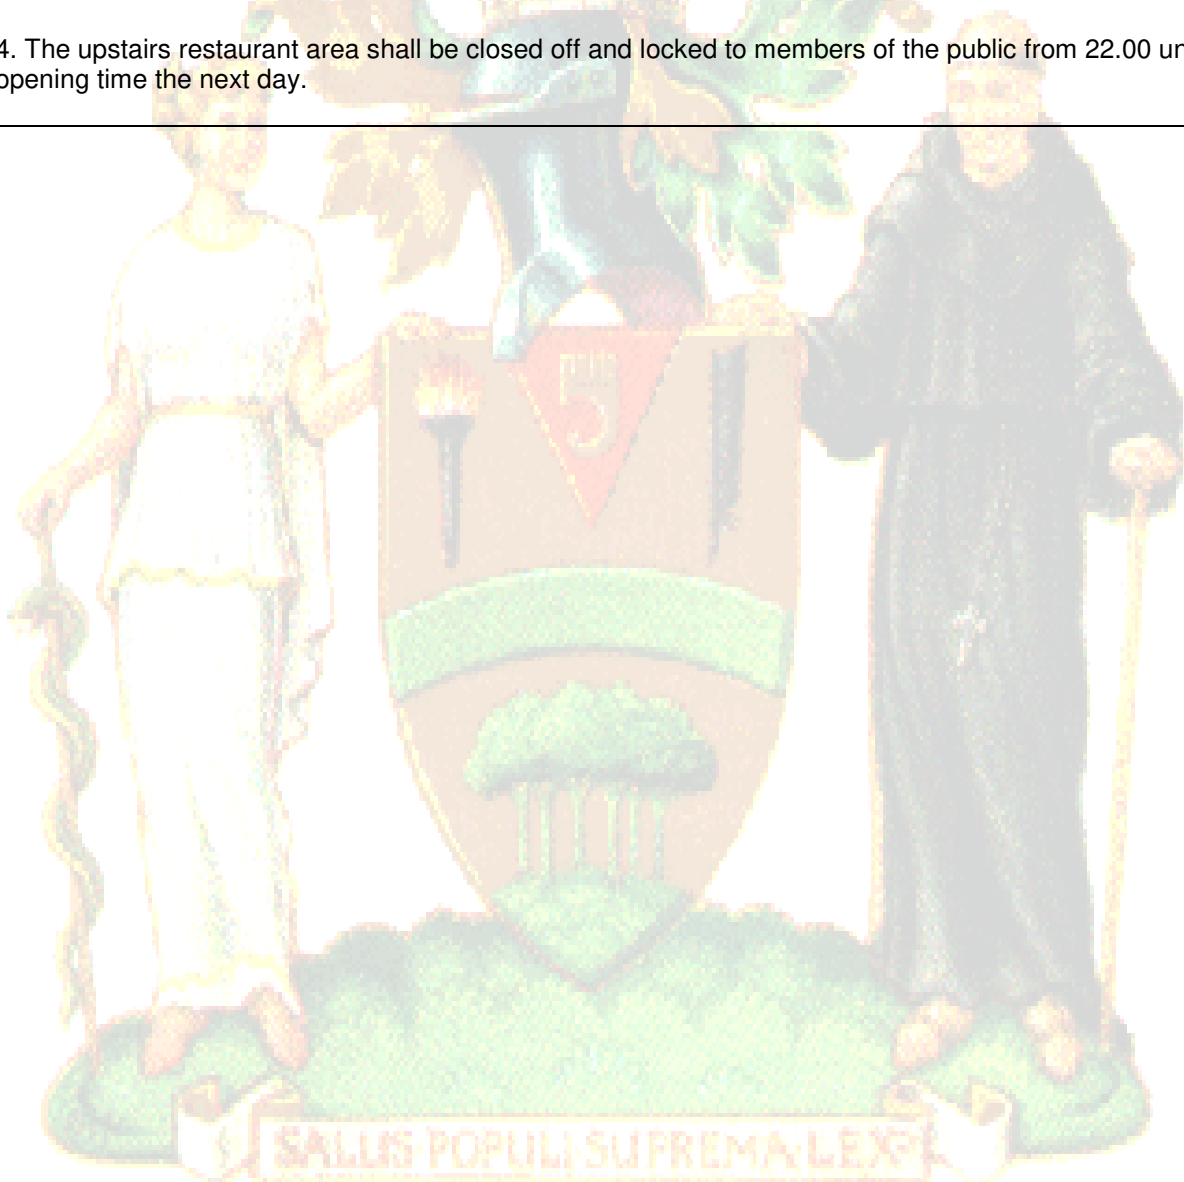 4. The upstairs restaurant area shall be closed off and locked to members of the public from 22.00 un
opening time the next day.
5
SALUS POPULI SUPREMA LEX